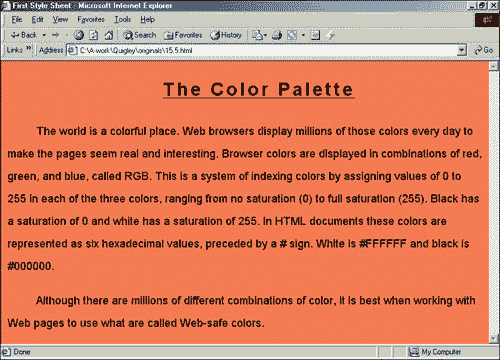 First Style Sheet - Microsoft Internet Explorer
File Edit View Favorites Tools Help
Back Search Favorites History
Links » Address C:\A-work\Quigley\originals\15.5.html Go
The Color Palette
The world is a colorful place. Web browsers display millions of those colors every day to
make the pages seem real and interesting. Browser colors are displayed in combinations of red,
green, and blue, called RGB. This is a system of indexing colors by assigning values of 0 to
255 in each of the three colors, ranging from no saturation (0) to full saturation (255). Black has
a saturation of 0 and white has a saturation of 255. In HTML documents these colors are
represented as six hexadecimal values, preceded by a # sign. White is #FFFFFF and black is
#000000.
Although there are millions of different combinations of color, it is best when working with
Web pages to use what are called Web-safe colors.
Done My Computer